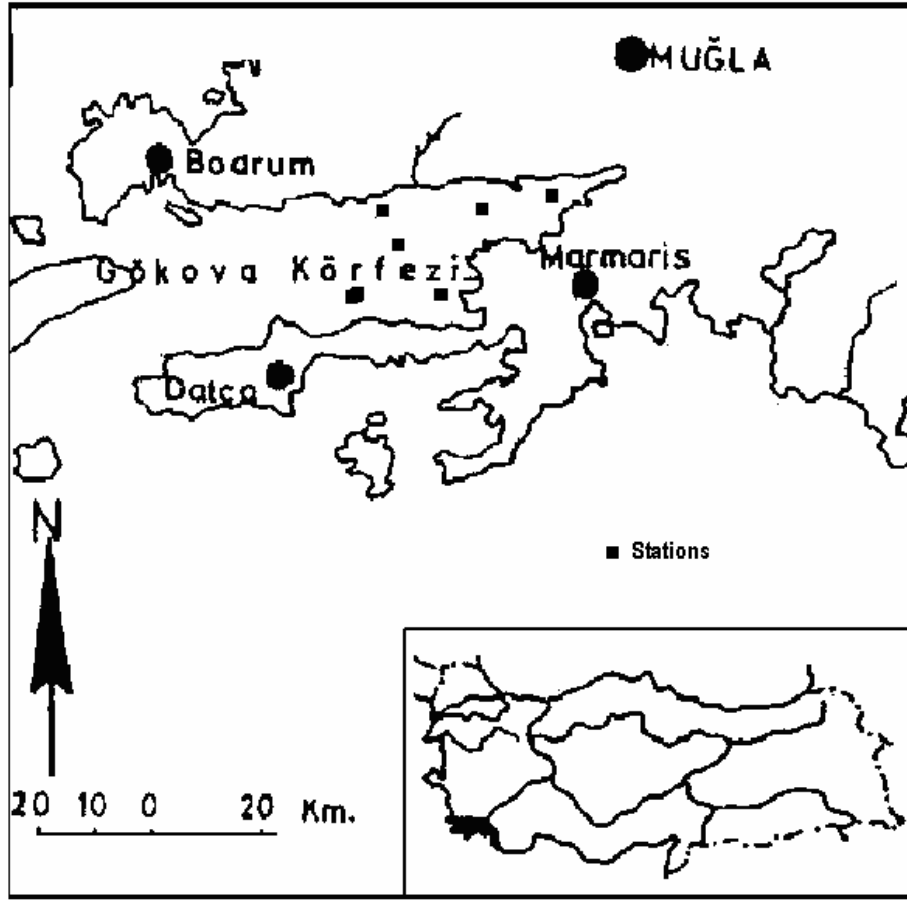 MUĞLA
Bodrum
Gökova Körfezi
Marmaris
Datça
N
Stations
20 10 0 20 Km.